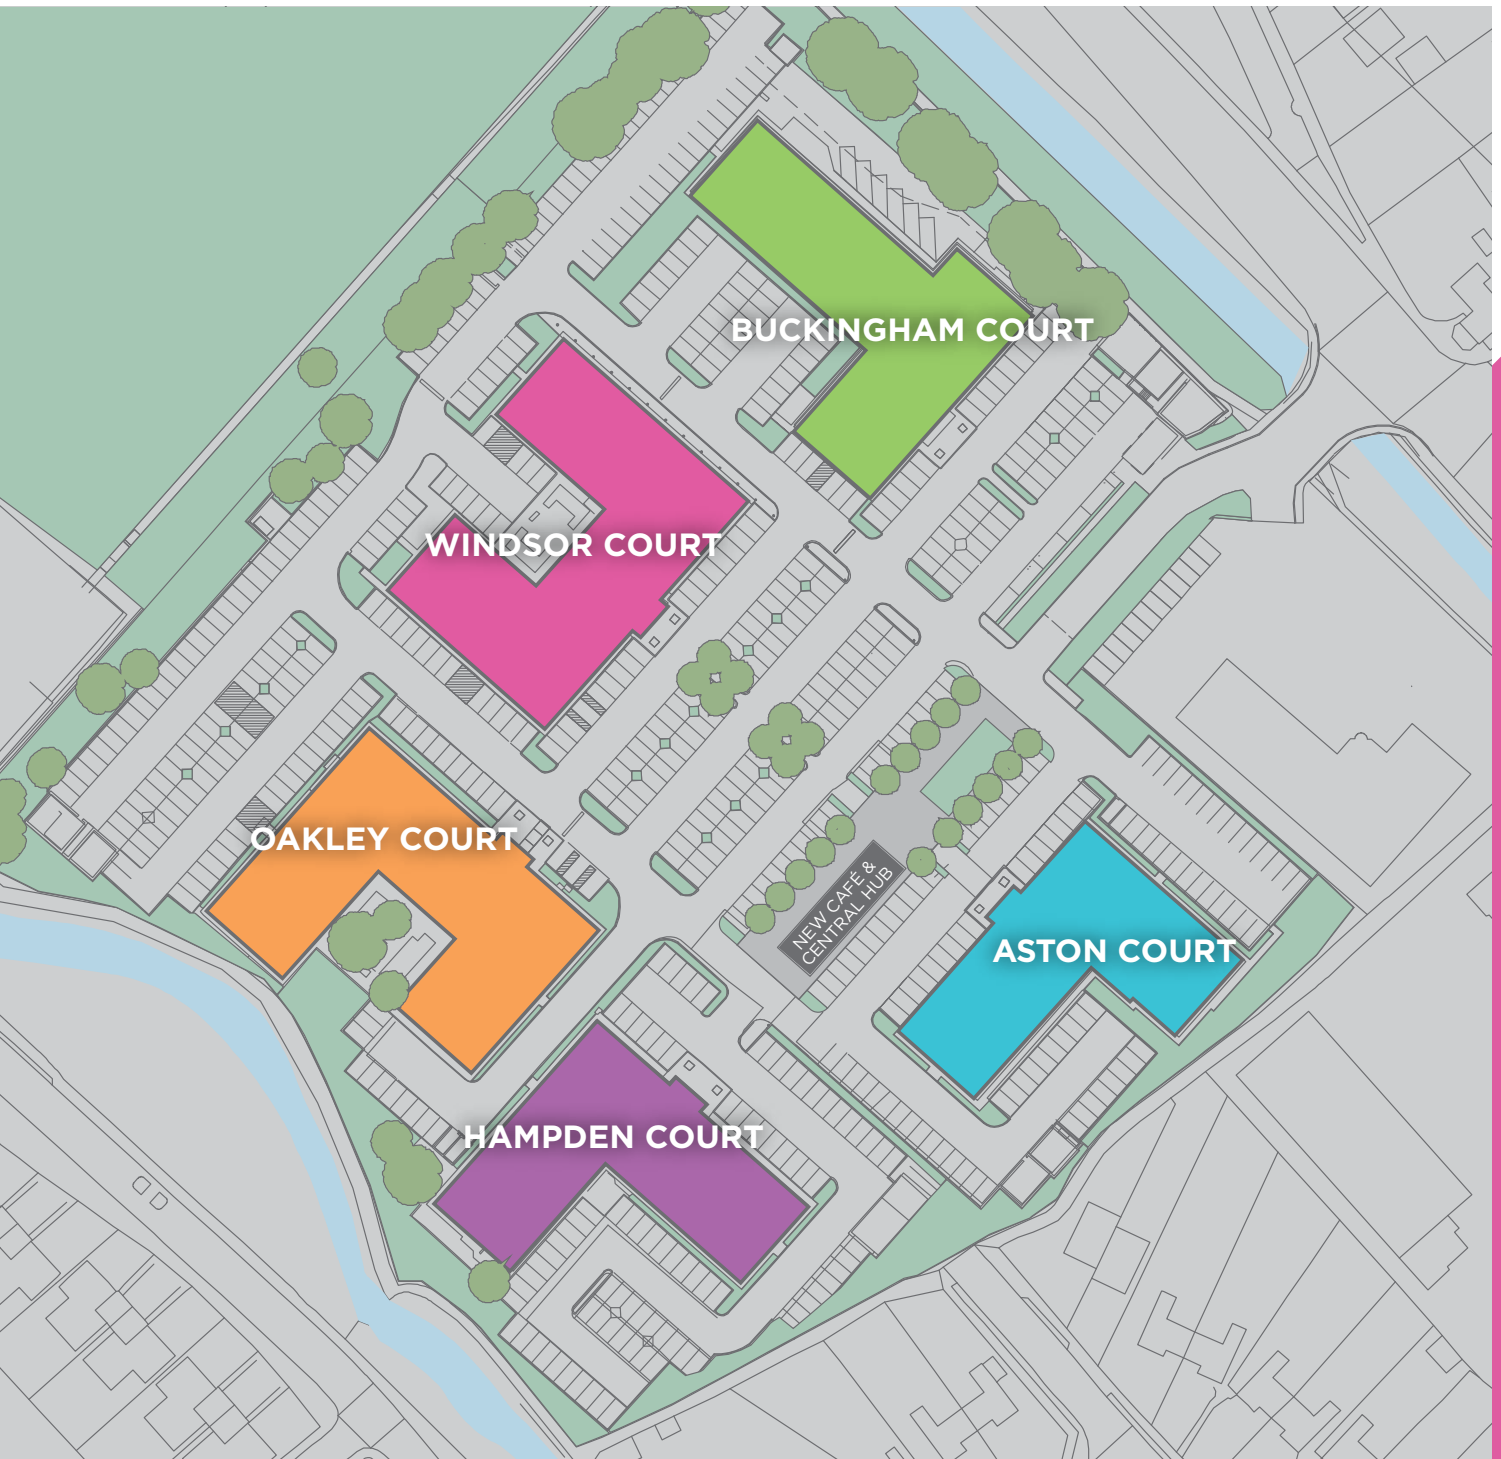 BUCKINGHAM COURT
WINDSOR COURT
OAKLEY COURT
NEW CAFÉ &
CENTRAL HUB
ASTON COURT
HAMPDEN COURT